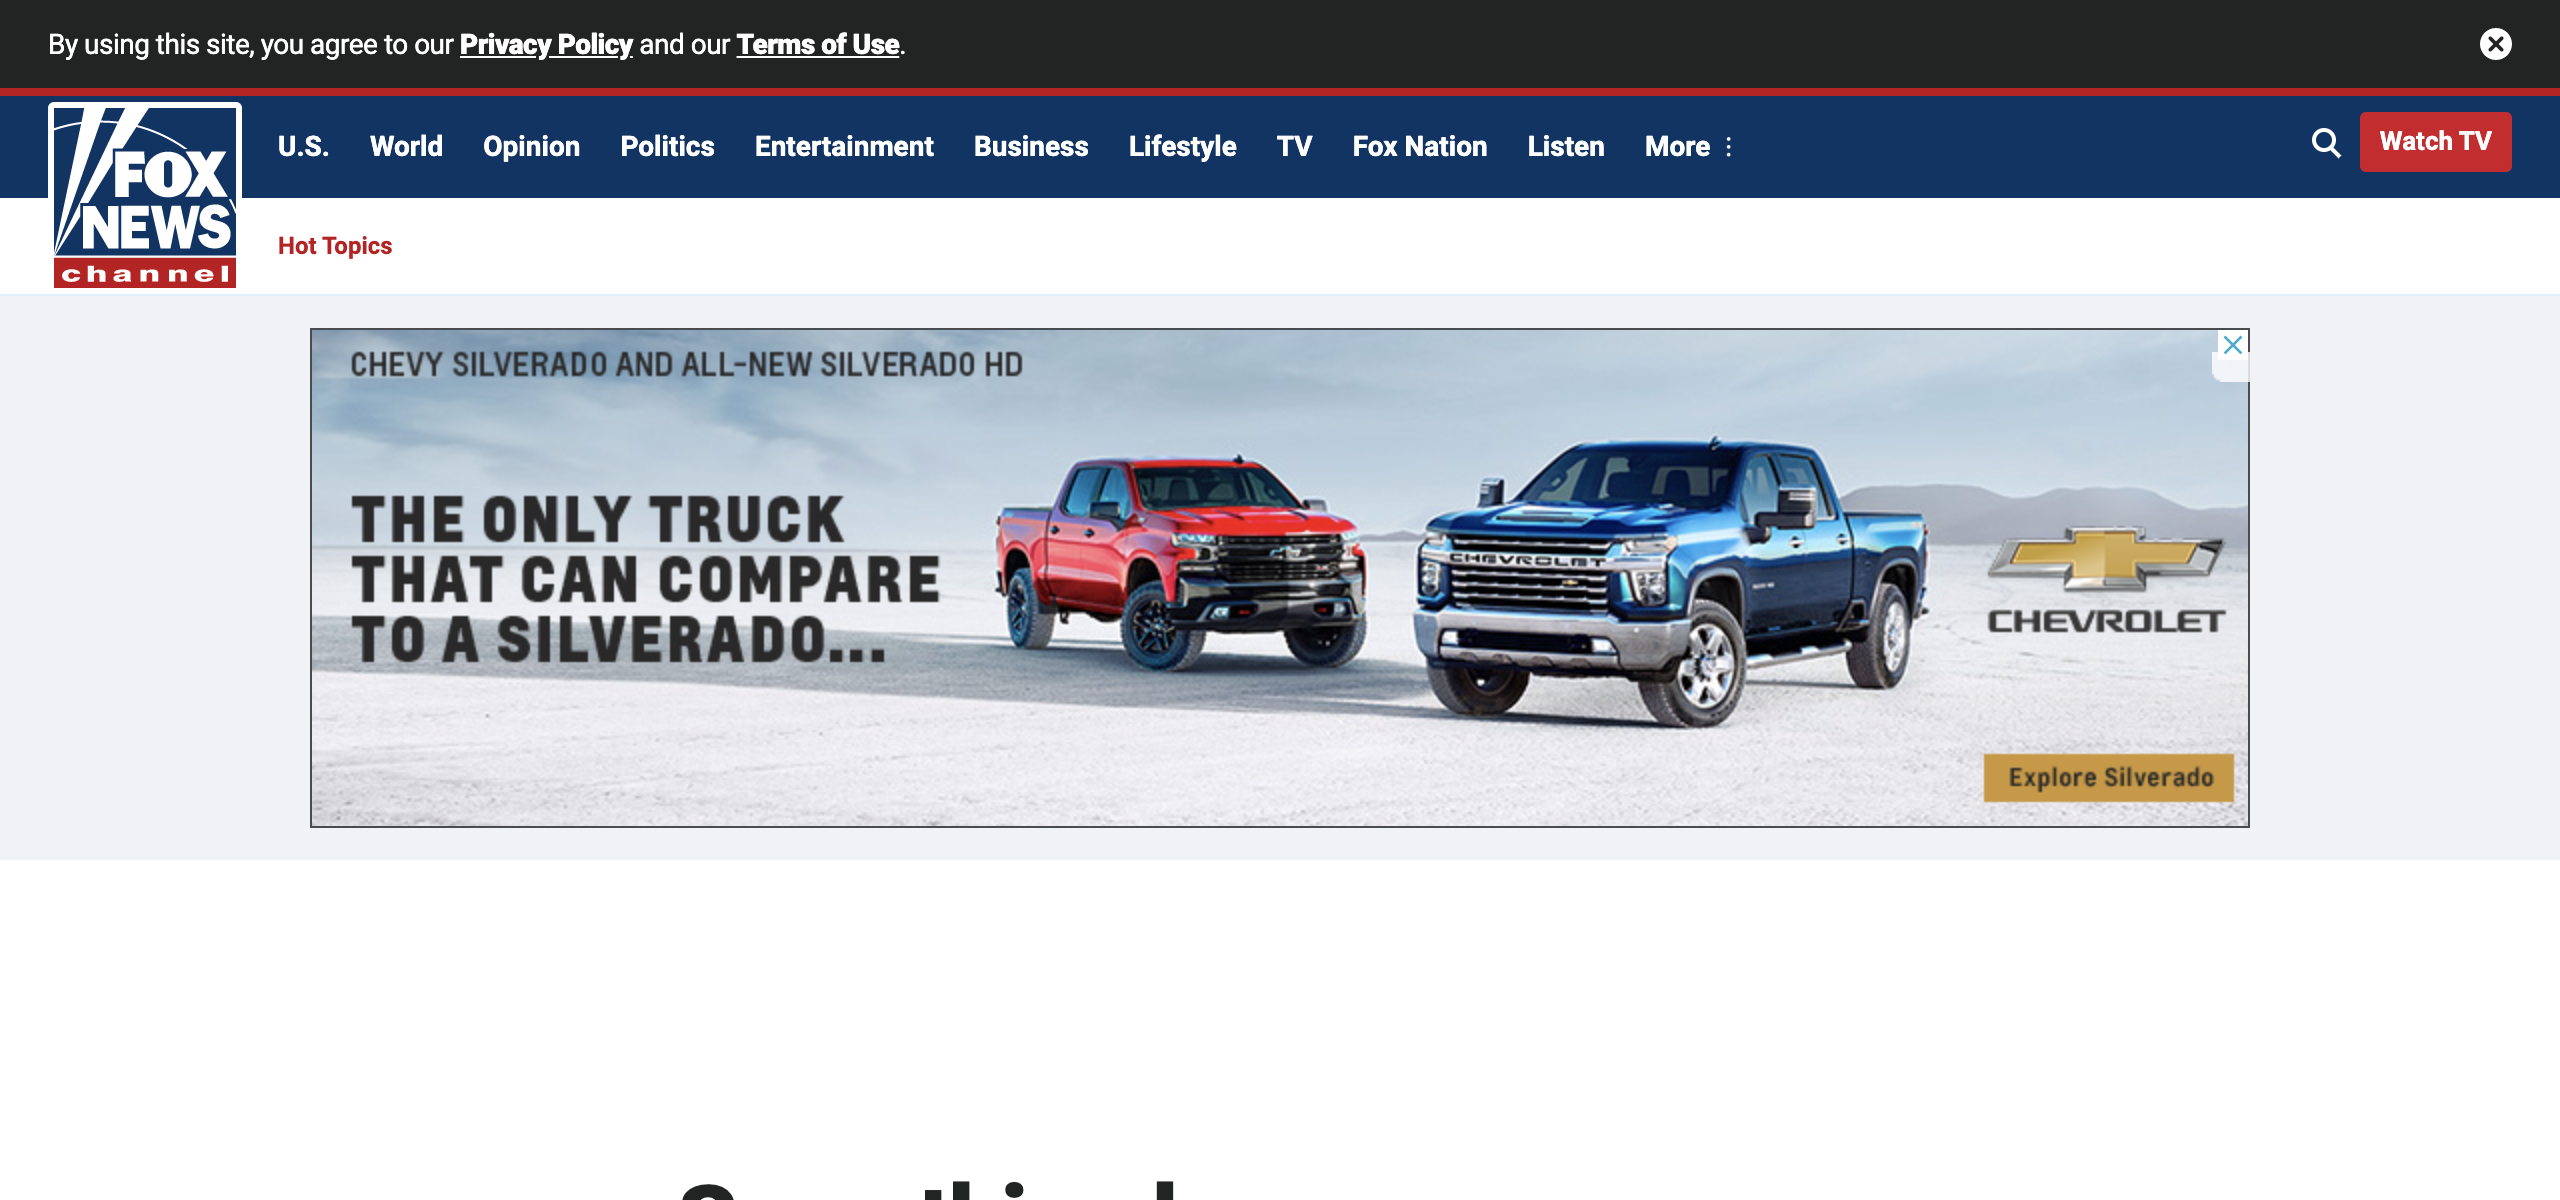 By using this site, you agree to our Privacy Policy and our Terms of Use.
FOX
NEWS
channel
U.S. World Opinion Politics Entertainment Business Lifestyle TV Fox Nation Listen More
Watch TV
Hot Topics
CHEVY SILVERADO AND ALL-NEW SILVERADO HD
THE ONLY TRUCK
THAT CAN COMPARE
TO A SILVERADO...
CHEVROLET
CHEVROLET
Explore Silverado